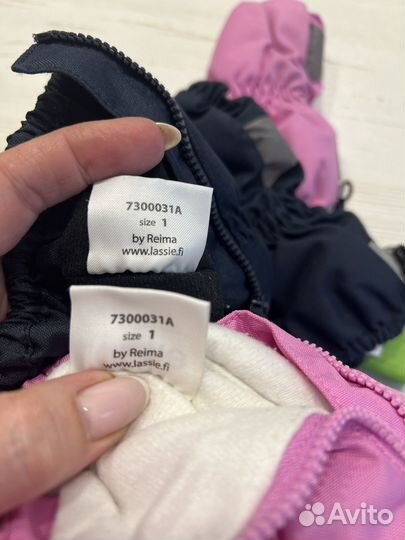 7300031A
size 1
by Reima
www.lassie.fi
7300031A
size 1
by Reima
www.lassie.fi
Avito